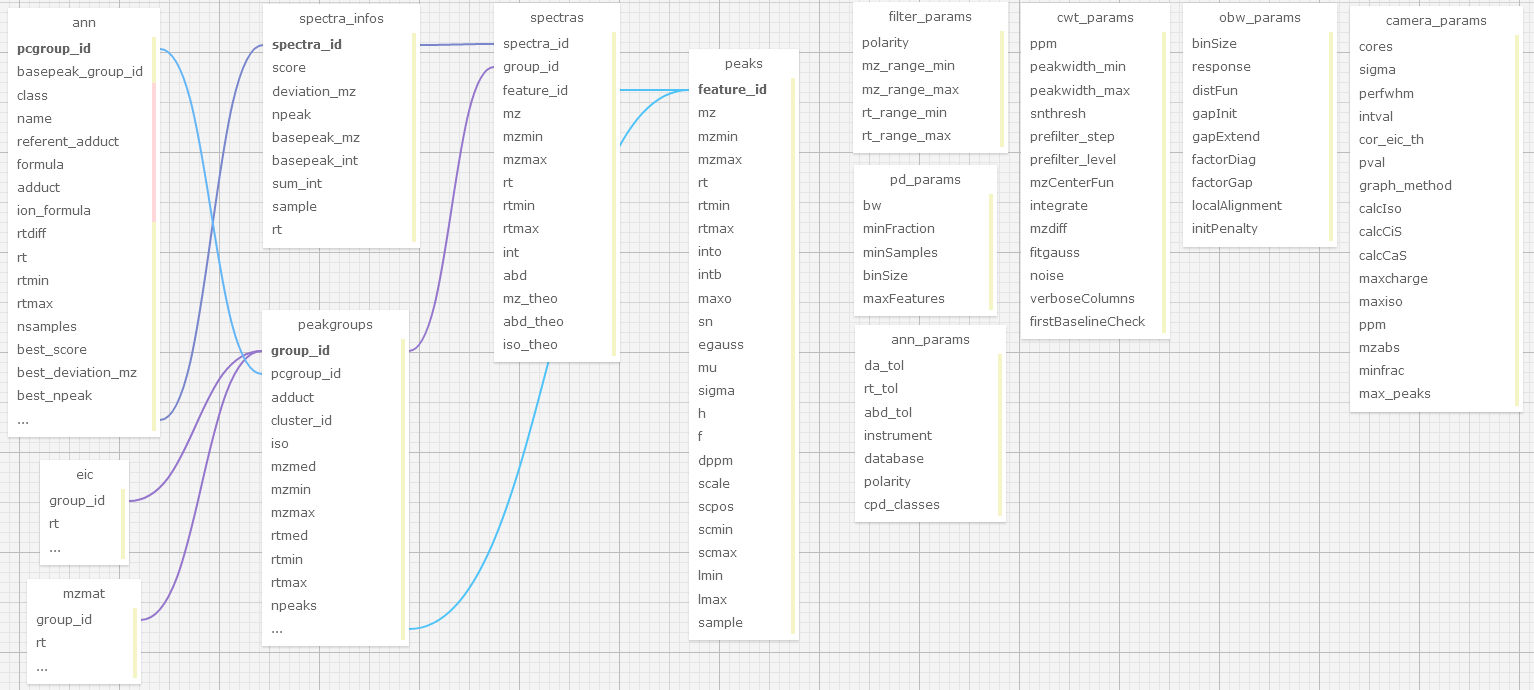 ann
pcgroup_id
basepeak_group_id
class
name
referent_adduct
formula
adduct
ion_formula
rtdiff
rt
rtmin
rtmax
nsamples
best_score
best_deviation_mz
best_npeak
...
eic
group_id
rt
...
mzmat
group_id
rt
...
spectra_infos
spectra_id
score
deviation_mz
npeak
basepeak_mz
basepeak_int
sum_int
sample
rt
peakgroups
group_id
pcgroup_id
adduct
cluster_id
iso
mzmed
mzmin
mzmax
rtmed
rtmin
rtmax
npeaks
...
spectras
spectra_id
group_id
feature_id
mz
mzmin
mzmax
rt
rtmin
rtmax
int
abd
mz_theo
abd_theo
iso_theo
peaks
feature_id
mz
mzmin
mzmax
rt
rtmin
rtmax
into
intb
maxo
sn
egauss
mu
sigma
h
f
dppm
scale
scpos
scmin
scmax
lmin
lmax
sample
filter_params
polarity
mz_range_min
mz_range_max
rt_range_min
rt_range_max
pd_params
bw
minFraction
minSamples
binSize
maxFeatures
ann_params
da_tol
rt_tol
abd_tol
instrument
database
polarity
cpd_classes
cwt_params
ppm
peakwidth_min
peakwidth_max
snthresh
prefilter_step
prefilter_level
mzCenterFun
integrate
mzdiff
fitgauss
noise
verboseColumns
firstBaselineCheck
obw_params
binSize
response
distFun
gapInit
gapExtend
factorDiag
factorGap
localAlignment
initPenalty
camera_params
cores
sigma
perfwhm
intval
cor_eic_th
pval
graph_method
calcIso
calcCiS
calcCaS
maxcharge
maxiso
ppm
mzabs
minfrac
max_peaks